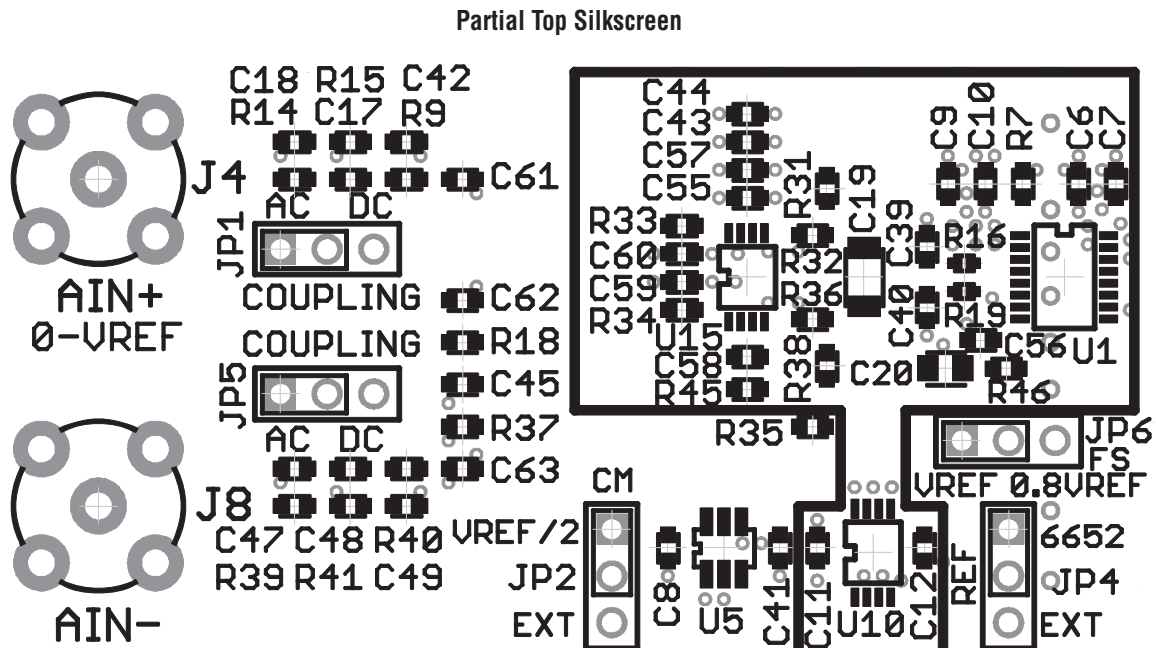 Partial Top Silkscreen
C18 R15 C42
R14 C17 R9
J4
C61
AC DC
JP1
COUPLING
AIN+
0-VREF
COUPLING
JP5
AC DC
C62
R18
C45
R37
C63
J8
C47 C48 R40
R39 R41 C49
AIN-
C44
C43
C57
C55
R33
C60
C59
R34
U15
C58
R45
R31
C19
R32
R36
R38
R35
C9
C10
R7
C6
C7
C39
R16
C40
R19
C56
U1
C20
R46
JP6
FS
VREF 0.8VREF
CM
VREF/2
JP2
EXT
C8
U5
C41
C11
U10
C12
REF
6652
JP4
EXT